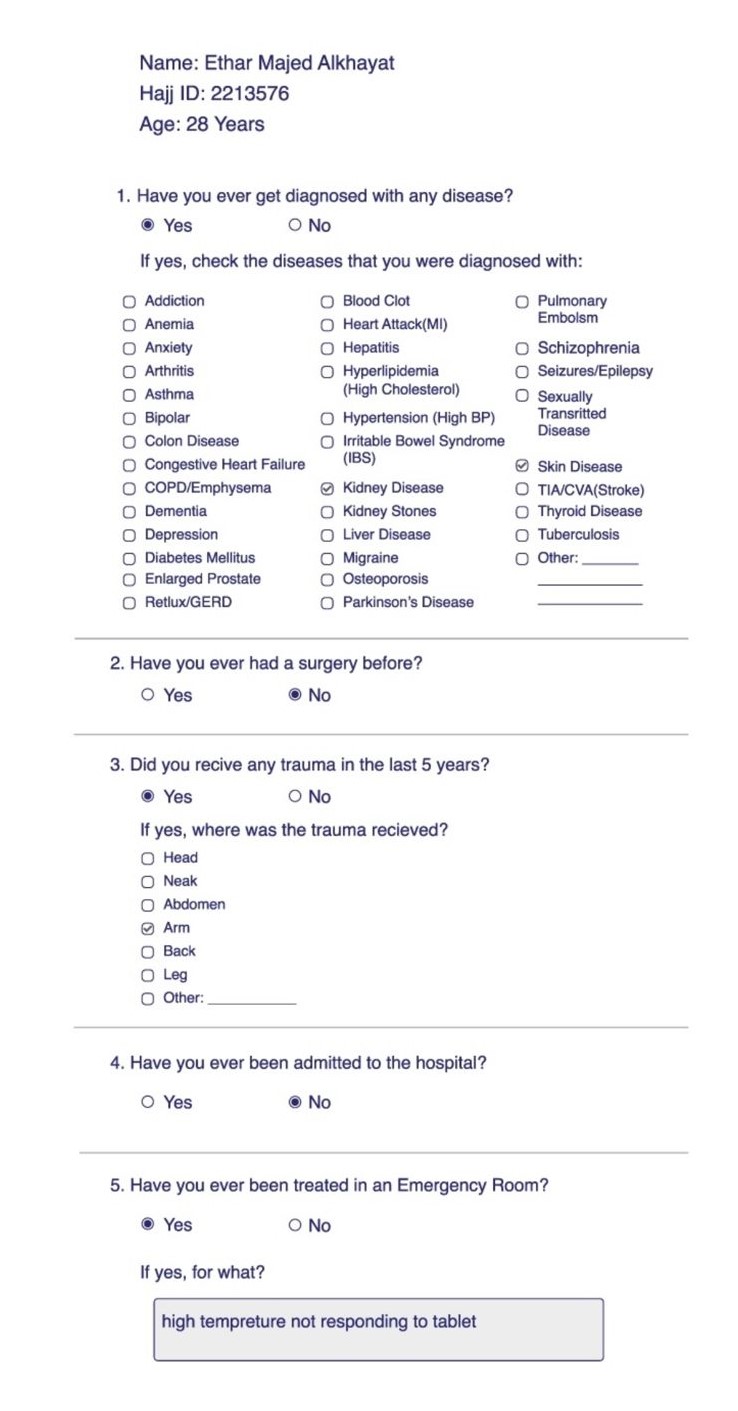 Name: Ethar Majed Alkhayat
Hajj ID: 2213576
Age: 28 Years
1. Have you ever get diagnosed with any disease?
Yes
No
If yes, check the diseases that you were diagnosed with:
Addiction
Anemia
Anxiety
Arthritis
Asthma
Bipolar
Colon Disease
Congestive Heart Failure
COPD/Emphysema
Dementia
Depression
Diabetes Mellitus
Enlarged Prostate
Retlux/GERD
Blood Clot
Heart Attack(MI)
Hepatitis
Hyperlipidemia
(High Cholesterol)
Hypertension (High BP)
Irritable Bowel Syndrome
(IBS)
Kidney Disease
Kidney Stones
Liver Disease
Migraine
Osteoporosis
Parkinson's Disease
Pulmonary
Embolsm
Schizophrenia
Seizures/Epilepsy
Sexually
Transritted
Disease
Skin Disease
TIA/CVA(Stroke)
Thyroid Disease
Tuberculosis
Other:
2. Have you ever had a surgery before?
Yes
No
3. Did you recive any trauma in the last 5 years?
Yes
No
If yes, where was the trauma recieved?
Head
Neak
Abdomen
Arm
Back
Leg
Other:
4. Have you ever been admitted to the hospital?
Yes
No
5. Have you ever been treated in an Emergency Room?
Yes
No
If yes, for what?
high tempreture not responding to tablet